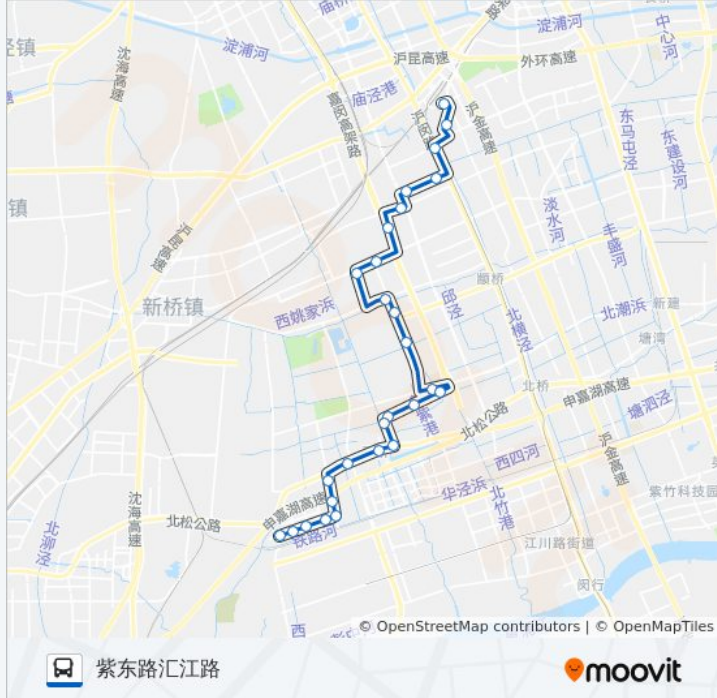 庙
淀浦河
中心河
泾镇
沈海高速
淀浦河
沪昆高速
外环高速
庙泾港
嘉闵高架路
沪闵
沪金高速
东马屯泾
东建设河
镇
淡水河
丰盛河
沪昆高速
颛桥
邱泾
新桥镇
西姚家浜
北横泾
北潮浜
新建
塘湾
北桥
申嘉湖高速
紫港
北松公路
塘泗泾
沪金高速
西四河
华泾浜
北竹港
紫竹科技园
沈海高速
北松公路
申嘉湖高速
铁路河
江川路街道
北泖泾
闵行
西
© OpenStreetMap contributors | © OpenMapTiles
紫东路汇江路
moovit